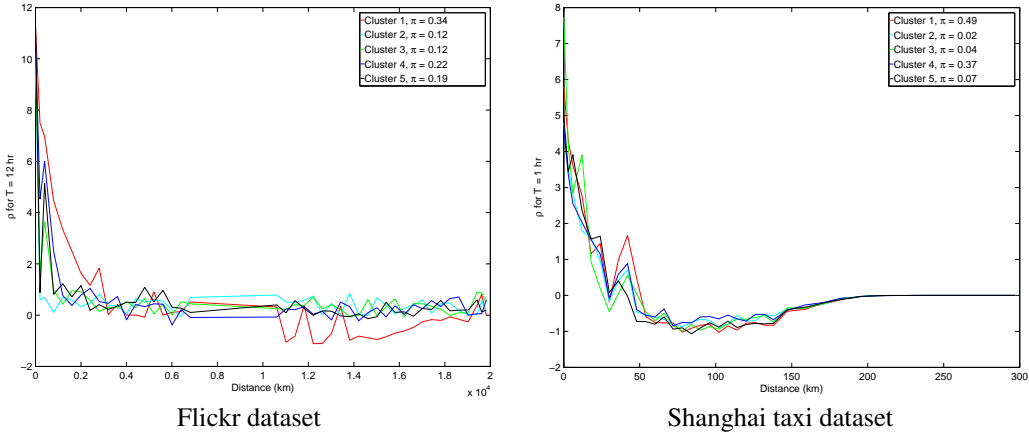 12
10
8
6
4
2
0
−2
ρ for T = 12 hr
0
0.2
0.4
0.6
0.8
1
1.2
1.4
1.6
1.8
2
x 10⁴
Distance (km)
Cluster 1, π = 0.34
Cluster 2, π = 0.12
Cluster 3, π = 0.12
Cluster 4, π = 0.22
Cluster 5, π = 0.19
Flickr dataset
8
7
6
5
4
3
2
1
0
−1
−2
ρ for T = 1 hr
0
50
100
150
200
250
300
Distance (km)
Cluster 1, π = 0.49
Cluster 2, π = 0.02
Cluster 3, π = 0.04
Cluster 4, π = 0.37
Cluster 5, π = 0.07
Shanghai taxi dataset